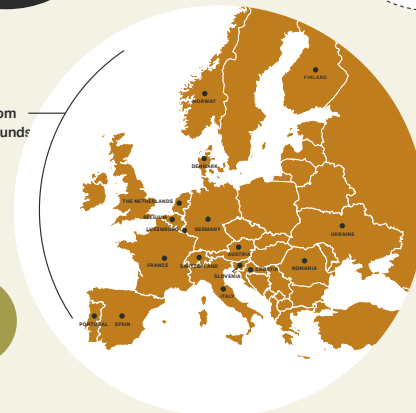 om
unds
FINLAND
NORWAY
DENMARK
THE NETHERLANDS
BELGIUM
LUXEMBURG
GERMANY
UKRAINE
AUSTRIA
FRANCE
SWITZERLAND
CROATIA
ROMANIA
SLOVENIA
ITALY
PORTUGAL
SPAIN